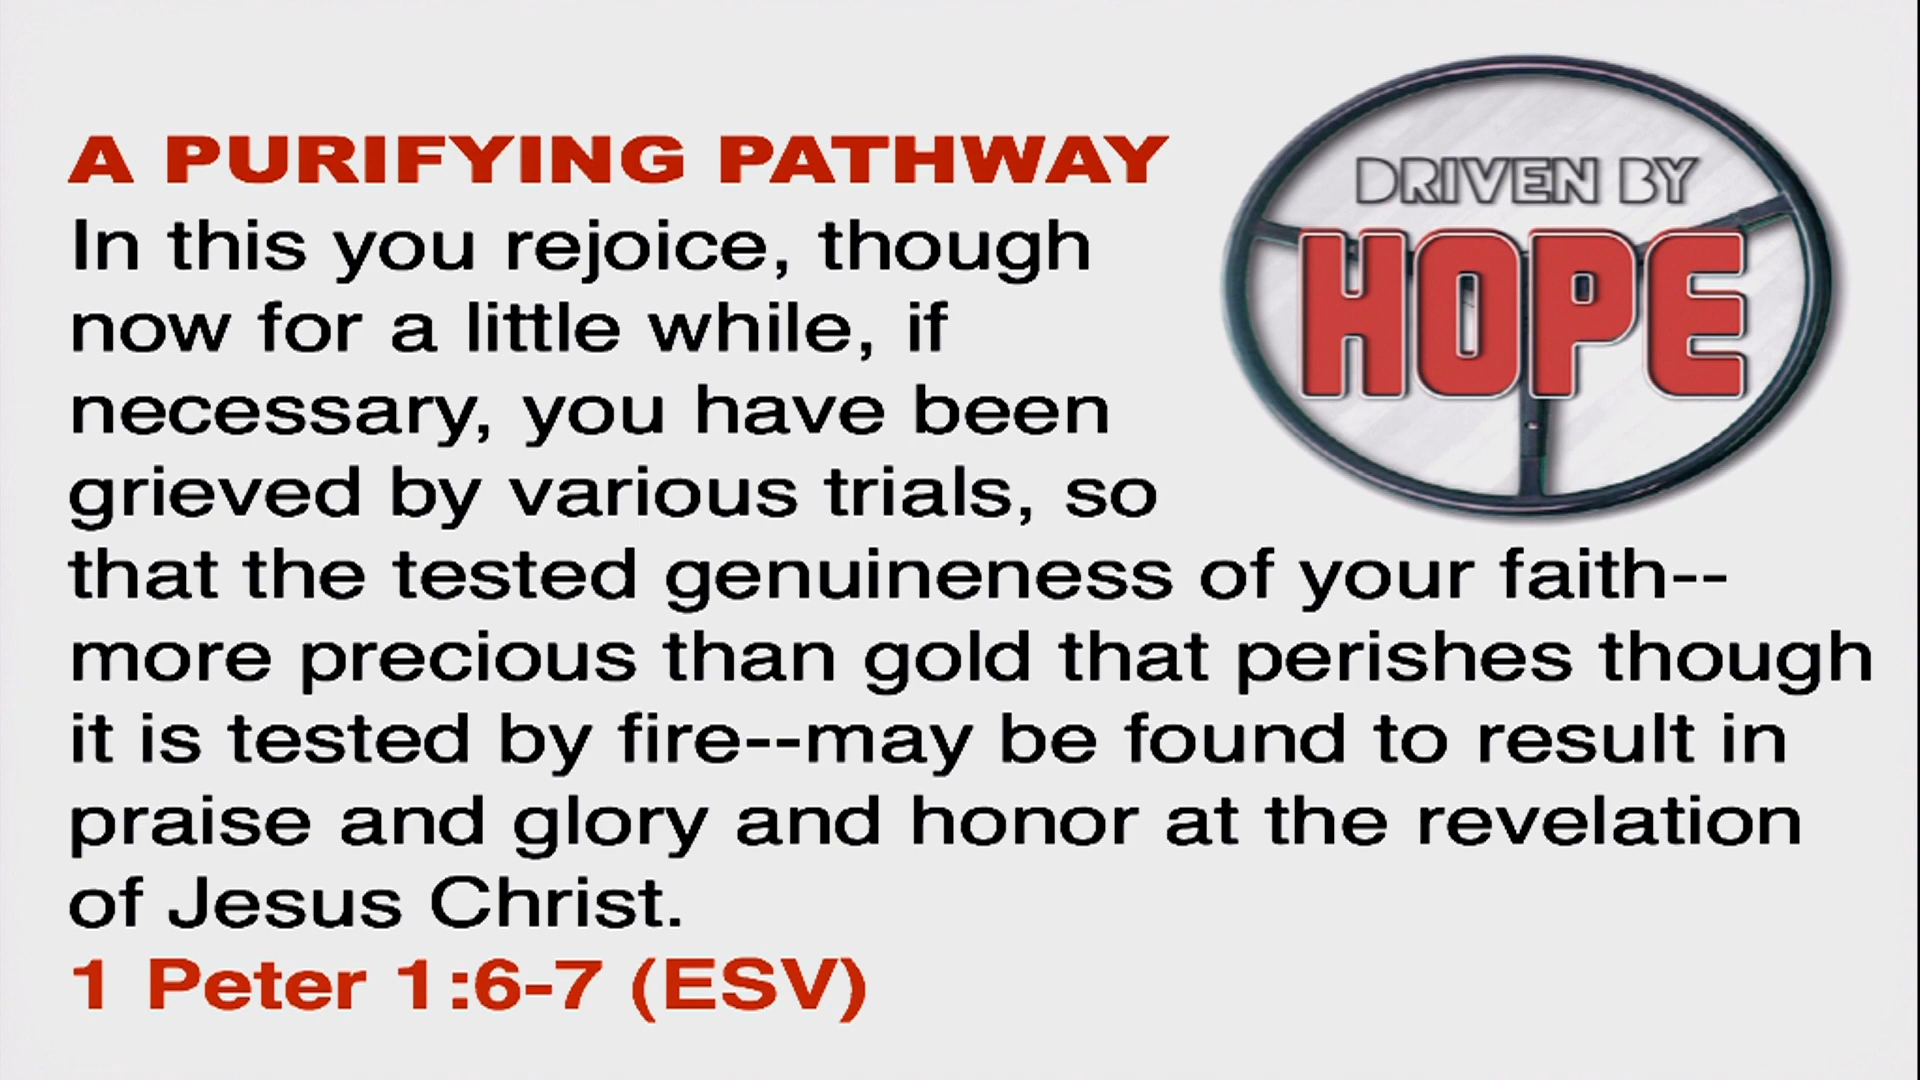 A PURIFYING PATHWAY
In this you rejoice, though
now for a little while, if
necessary, you have been
grieved by various trials, so
that the tested genuineness of your faith--
more precious than gold that perishes though
it is tested by fire--may be found to result in
praise and glory and honor at the revelation
of Jesus Christ.
1 Peter 1:6-7 (ESV)
DRIVEN BY
HOPE